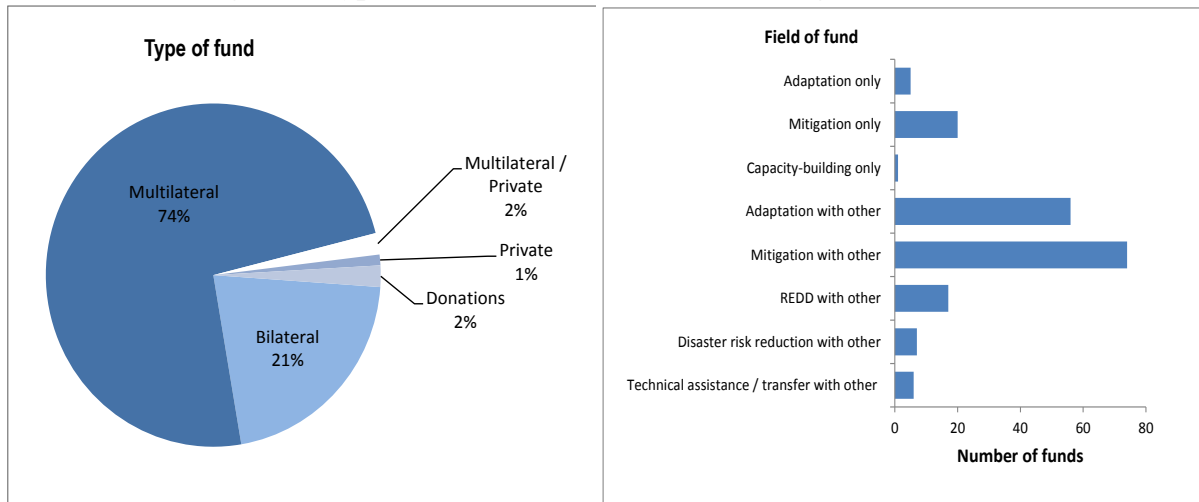 Type of fund
Multilateral
74%
Multilateral /
Private
2%
Private
1%
Donations
2%
Bilateral
21%
Field of fund
Adaptation only
Mitigation only
Capacity-building only
Adaptation with other
Mitigation with other
REDD with other
Disaster risk reduction with other
Technical assistance / transfer with other
0 20 40 60 80
Number of funds